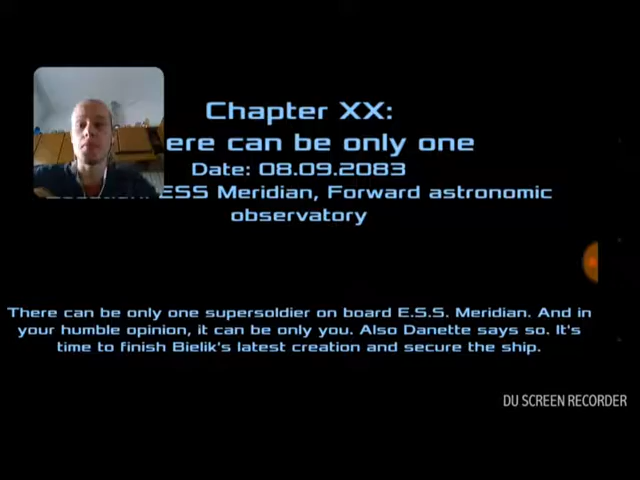 Chapter XX:
ere can be only one
Date: 08.09.2083
ESS Meridian, Forward astronomic
observatory
There can be only one supersoldier on board E.S.S. Meridian. And in
your humble opinion, it can be only you. Also Danette says so. It's
time to finish Bielik's latest creation and secure the ship.
DU SCREEN RECORDER